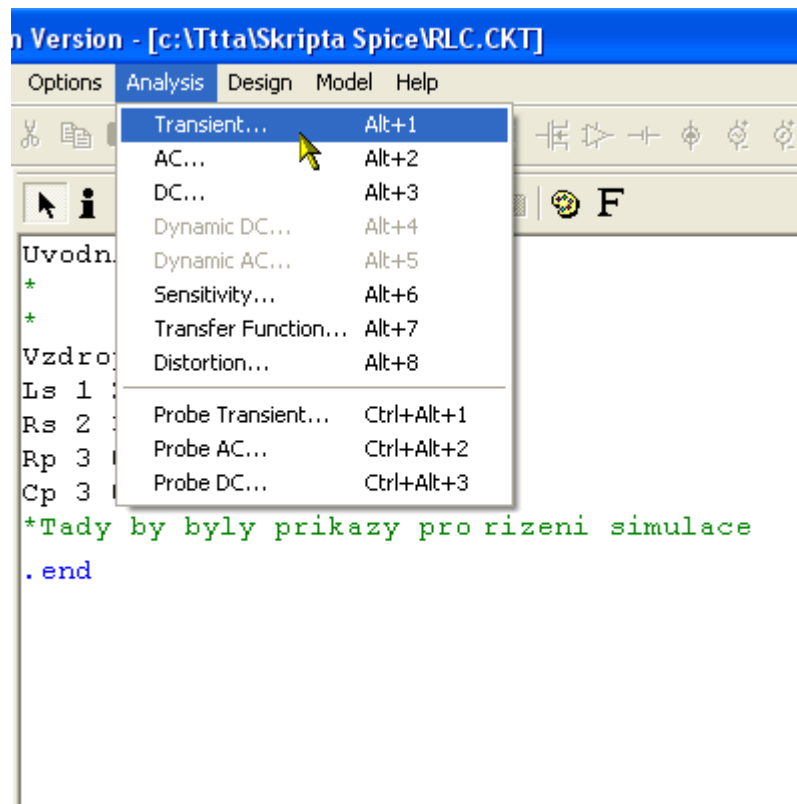 n Version - [c:\Ttta\Skripta Spice\RLC.CKT]
Options Analysis Design Model Help
Transient... Alt+1
AC... Alt+2
DC... Alt+3
Dynamic DC... Alt+4
Dynamic AC... Alt+5
Sensitivity... Alt+6
Transfer Function... Alt+7
Distortion... Alt+8
Probe Transient... Ctrl+Alt+1
Probe AC... Ctrl+Alt+2
Probe DC... Ctrl+Alt+3
i F
Uvodn
*
*
Vzdro
Ls 1
Rs 2
Rp 3
Cp 3
*Tady by byly prikazy pro rizeni simulace
.end